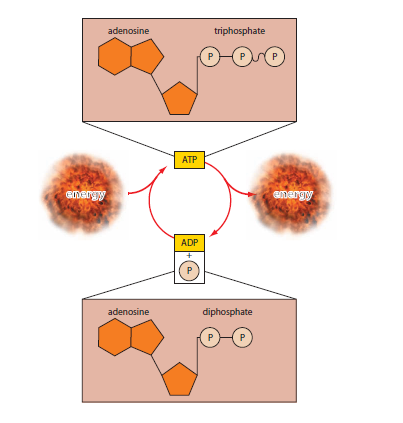 adenosine triphosphate
P P P
ATP
energy energy
ADP
+
P
adenosine diphosphate
P P